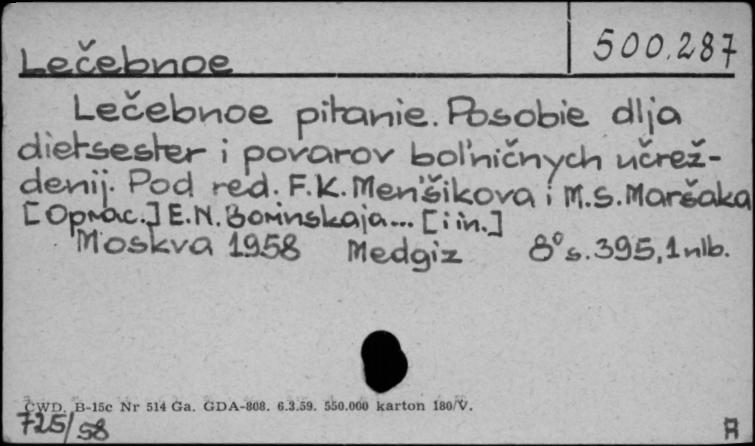 Lečebnoe
500.287
Lečebnoe pitanie. Posobie dlja
dietsester i povarov bol'ničnych učrež-
denij. Pod red. F.K. Men'šikova i M.S. Maršaka
[Oprac.] E.N. Bominskaja... [i in.]
Moskva 1958 Medgiz 8° s. 395, 1 nlb.
CWD. B-15c Nr 514 Ga. GDA-808. 6.3.59. 550.000 karton 180/V.
725/58
A